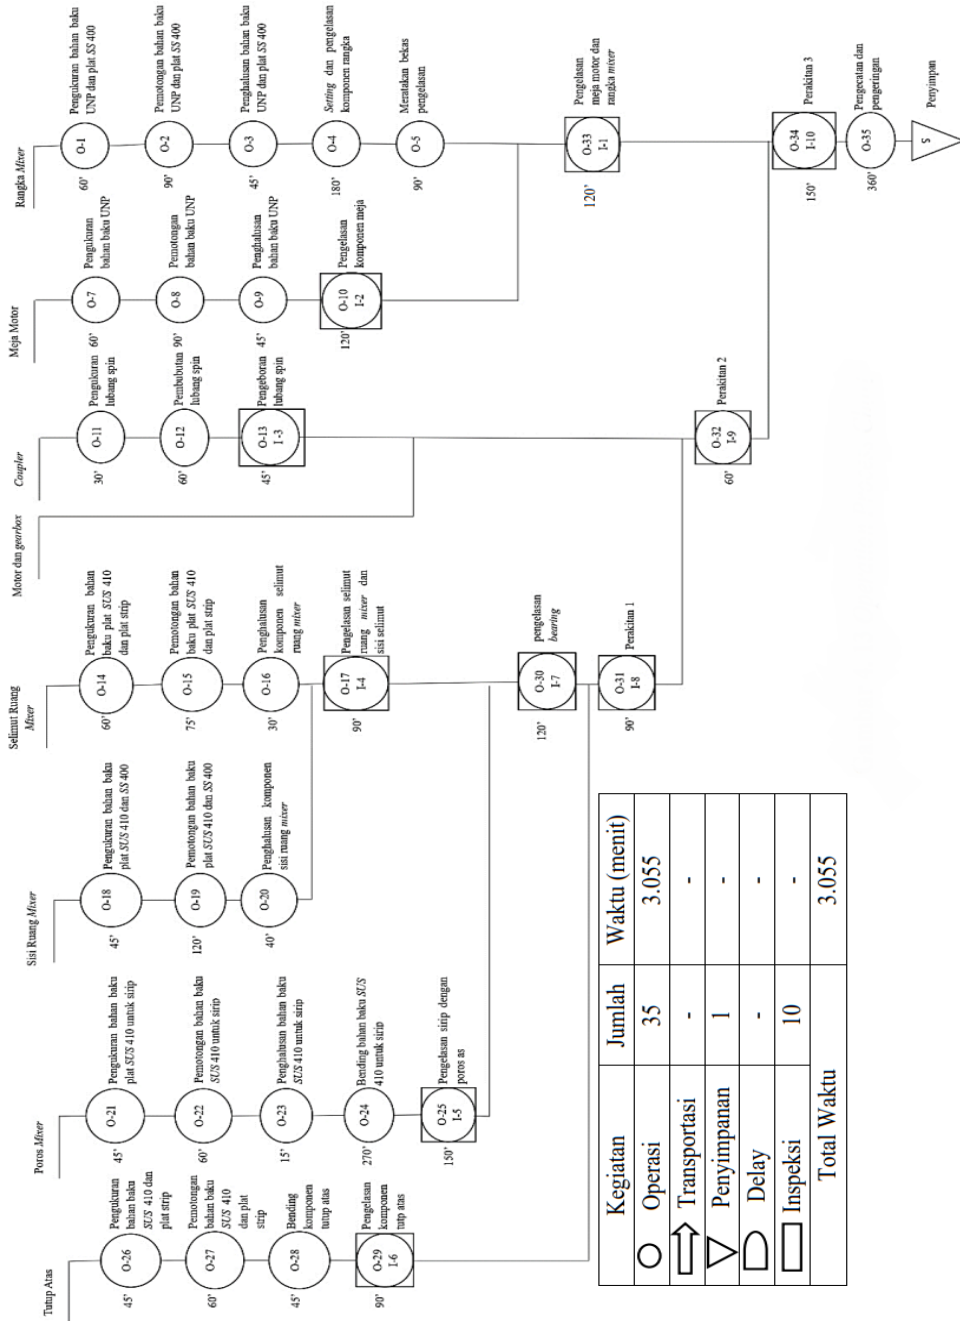 Tutup Atas
45'
O-26
Pengukuran
bahan baku
SUS 410 dan
plat strip
60'
O-27
Pemotongan
bahan baku
SUS 410
dan plat
strip
45'
O-28
Bending
komponen
tutup atas
90'
O-29
I-6
Pengelasan
komponen
tutp atas
Poros Mixer
45'
O-21
Pengukuran bahan baku
plat SUS 410 untuk sirip
60'
O-22
Pemotongan bahan baku
SUS 410 untuk sirip
15'
O-23
Penghalusan bahan baku
SUS 410 untuk sirip
270'
O-24
Bending bahan baku SUS
410 untuk sirip
150'
O-25
I-5
Pengelasan sirip dengan
poros as
Sisi Ruang Mixer
45'
O-18
Pengukuran bahan baku
plat SUS 410 dan SS 400
120'
O-19
Pemotongan bahan baku
plat SUS 410 dan SS 400
40'
O-20
Penghalusan komponen
sisi ruang mixer
Selimut Ruang
Mixer
60'
O-14
Pengukuran bahan
baku plat SUS 410
dan plat strip
75'
O-15
Pemotongan bahan
baku plat SUS 410
dan plat strip
30'
O-16
Penghalusan
komponen selimut
ruang mixer
90'
O-17
I-4
Pengelasan selimut
ruang mixer dan
sisi selimut
120'
O-30
I-7
pengelasan
bearing
90'
O-31
I-8
Perakitan 1
Motor dan gearbox
Coupler
30'
O-11
Pengukuran
lubang spin
60'
O-12
Pembubutan
lubang spin
45'
O-13
I-3
Pengeboran
lubang spin
60'
O-32
I-9
Perakitan 2
Meja Motor
60'
O-7
Pengukuran
bahan baku UNP
90'
O-8
Pemotongan
bahan baku UNP
45'
O-9
Penghalusan
bahan baku UNP
120'
O-10
I-2
Pengelasan
komponen meja
Rangka Mixer
60'
O-1
Pengukuran bahan baku
UNP dan plat SS 400
90'
O-2
Pemotongan bahan baku
UNP dan plat SS 400
45'
O-3
Penghalusan bahan baku
UNP dan plat SS 400
180'
O-4
Setting dan pengelasan
komponen rangka
90'
O-5
Meratakan bekas
pengelasan
120'
O-33
I-1
Pengelasan
meja motor dan
rangka mixer
150'
O-34
I-10
Perakitan 3
360'
O-35
Pengecatan dan
pengeringan
S
Penyimpan
Kegiatan Jumlah Waktu (menit)
Operasi 35 3.055
Transportasi - -
Penyimpanan 1 -
Delay - -
Inspeksi 10 -
Total Waktu 3.055